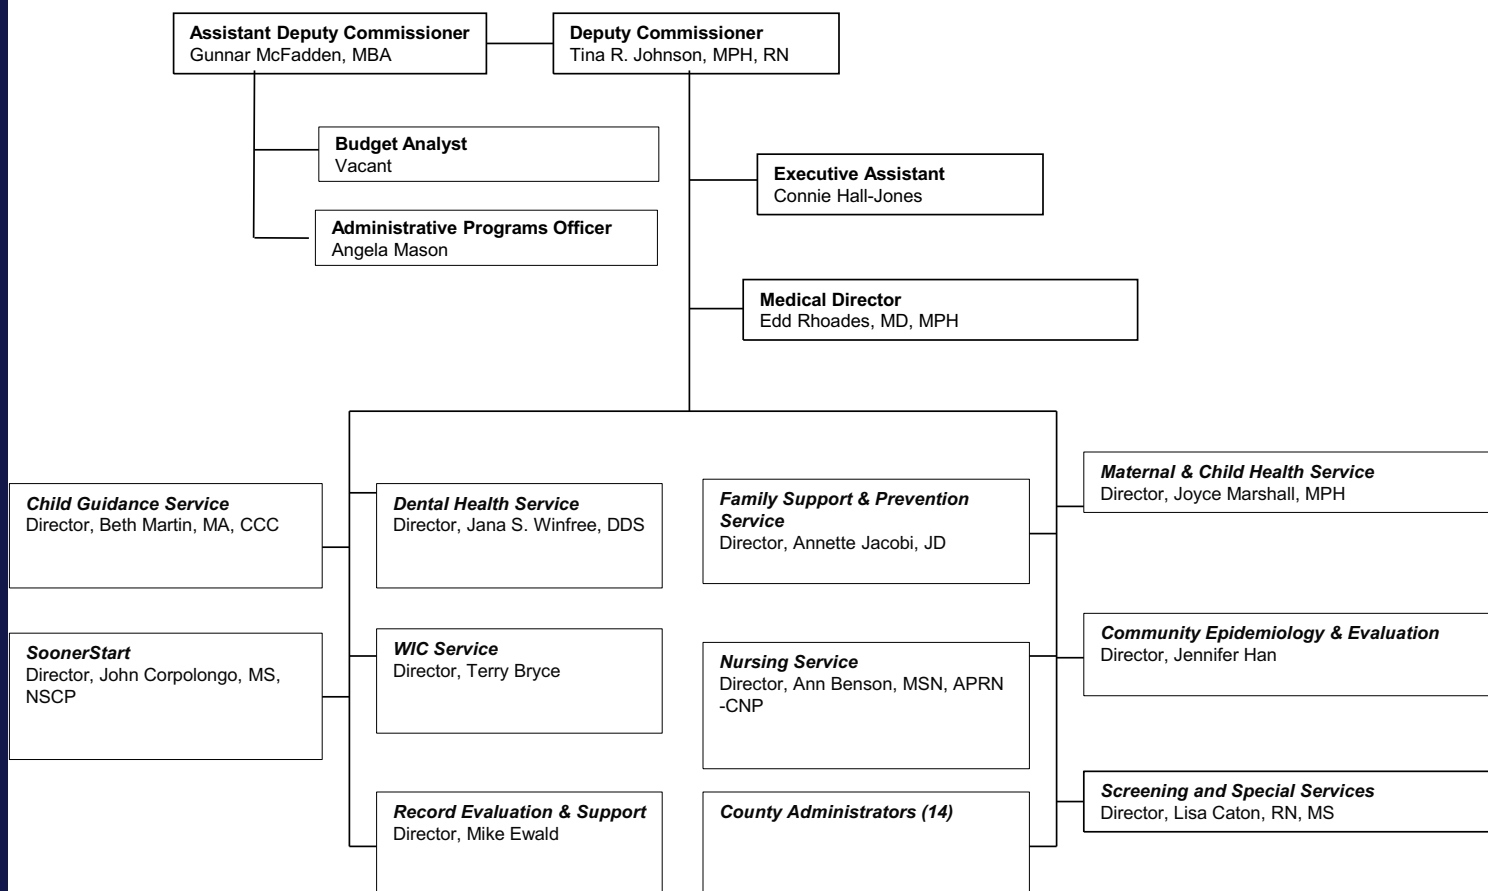 Assistant Deputy Commissioner
Gunnar McFadden, MBA
Deputy Commissioner
Tina R. Johnson, MPH, RN
Budget Analyst
Vacant
Executive Assistant
Connie Hall-Jones
Administrative Programs Officer
Angela Mason
Medical Director
Edd Rhoades, MD, MPH
Child Guidance Service
Director, Beth Martin, MA, CCC
Dental Health Service
Director, Jana S. Winfree, DDS
Family Support & Prevention
Service
Director, Annette Jacobi, JD
Maternal & Child Health Service
Director, Joyce Marshall, MPH
SoonerStart
Director, John Corpolongo, MS,
NSCP
WIC Service
Director, Terry Bryce
Nursing Service
Director, Ann Benson, MSN, APRN
-CNP
Community Epidemiology & Evaluation
Director, Jennifer Han
Record Evaluation & Support
Director, Mike Ewald
County Administrators (14)
Screening and Special Services
Director, Lisa Caton, RN, MS